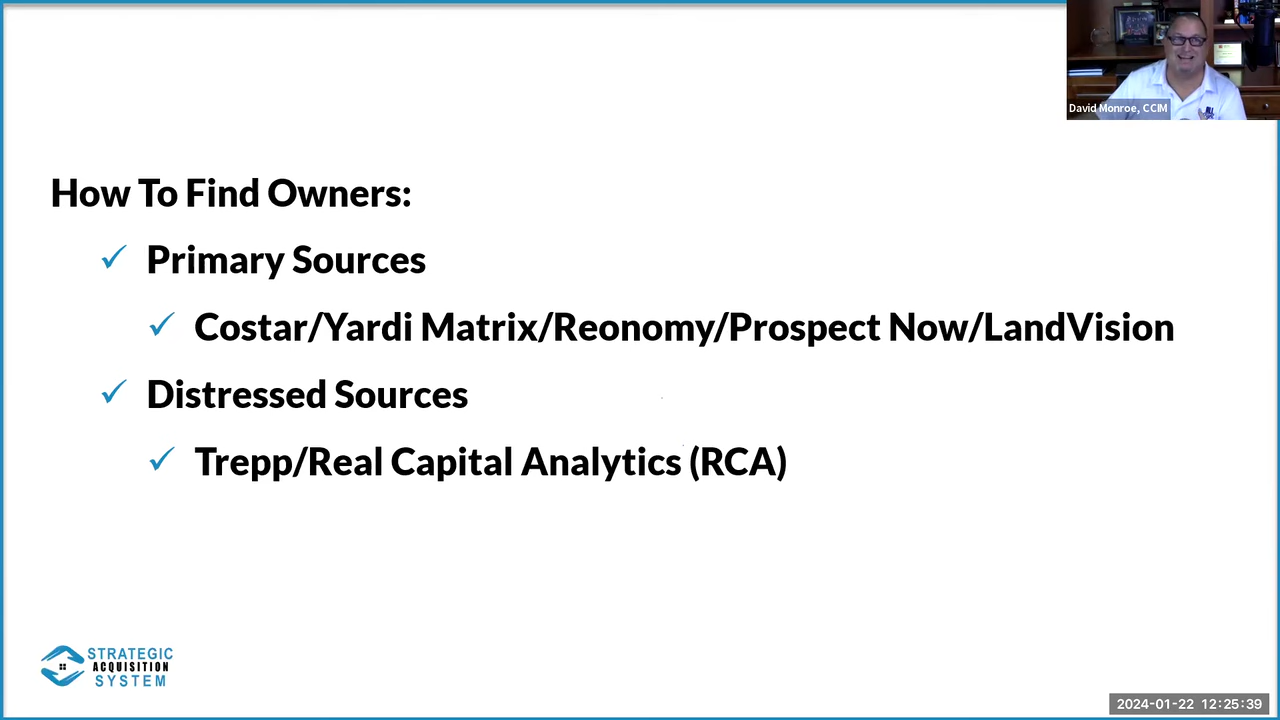 David Monroe, CCIM
How To Find Owners:
Primary Sources
Costar/Yardi Matrix/Reonomy/Prospect Now/LandVision
Distressed Sources
Trepp/Real Capital Analytics (RCA)
STRATEGIC
ACQUISITION
SYSTEM
2024-01-22 12:25:39